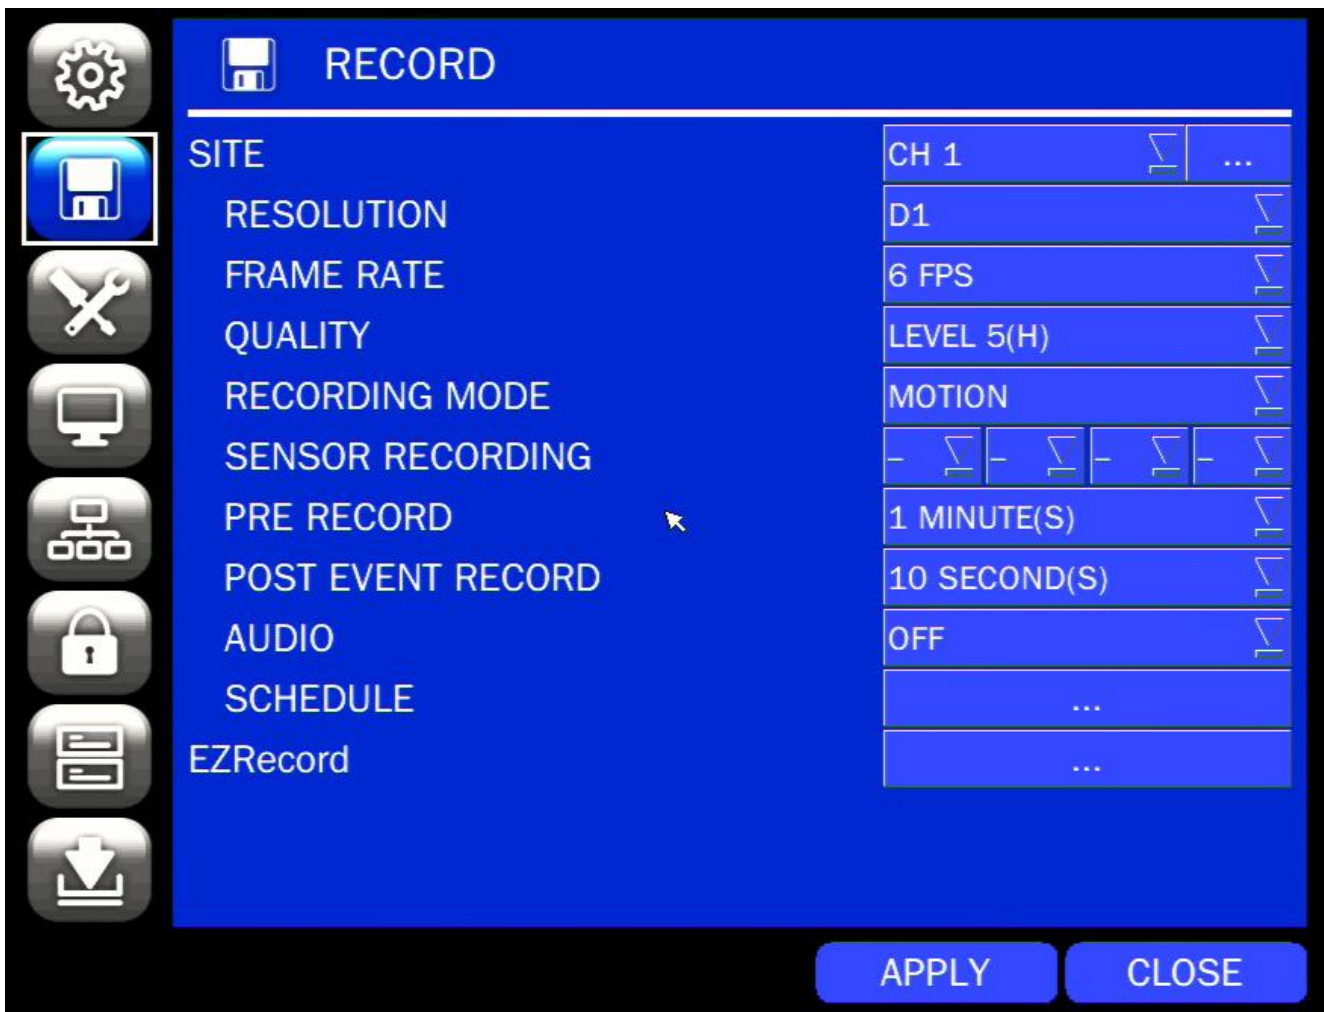 RECORD
SITE CH 1 ...
RESOLUTION D1
FRAME RATE 6 FPS
QUALITY LEVEL 5(H)
RECORDING MODE MOTION
SENSOR RECORDING – – – –
PRE RECORD 1 MINUTE(S)
POST EVENT RECORD 10 SECOND(S)
AUDIO OFF
SCHEDULE ...
EZRecord ...
APPLY CLOSE